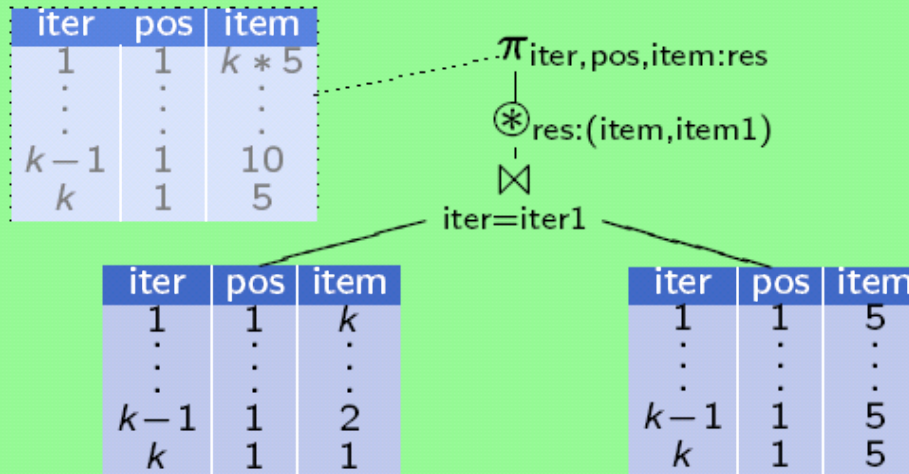 iter pos item
1 1 k ∗ 5
. . .
. . .
. . .
k − 1 1 10
k 1 5
π iter,pos,item:res
⊛ res:(item,item1)
⋈
iter=iter1
iter pos item
1 1 k
. . .
. . .
. . .
k − 1 1 2
k 1 1
iter pos item
1 1 5
. . .
. . .
. . .
k − 1 1 5
k 1 5